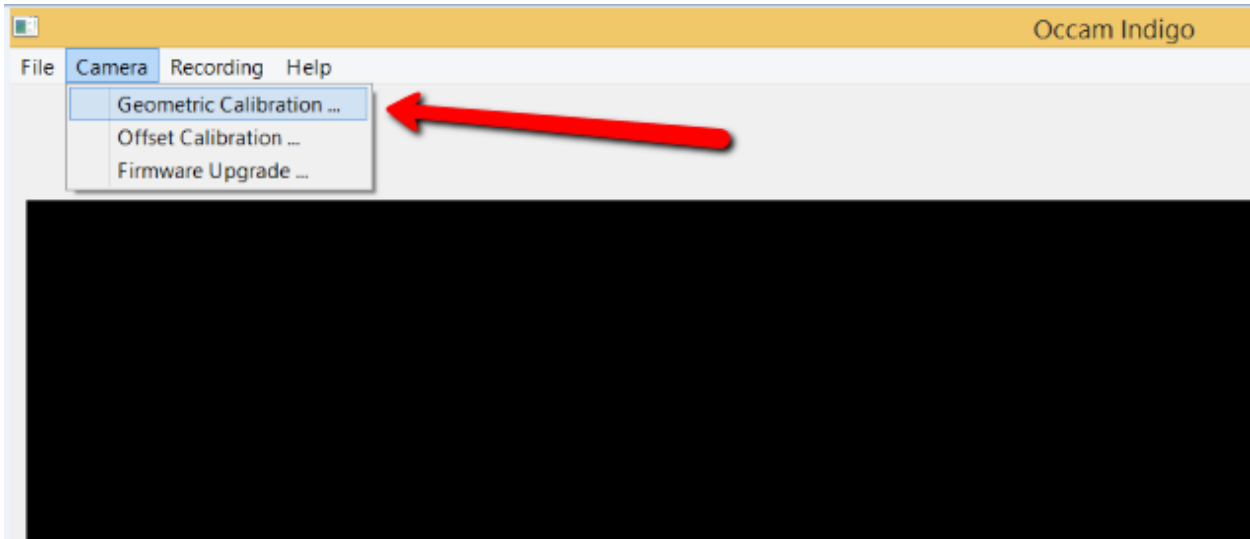 Occam Indigo
File Camera Recording Help
Geometric Calibration ...
Offset Calibration ...
Firmware Upgrade ...